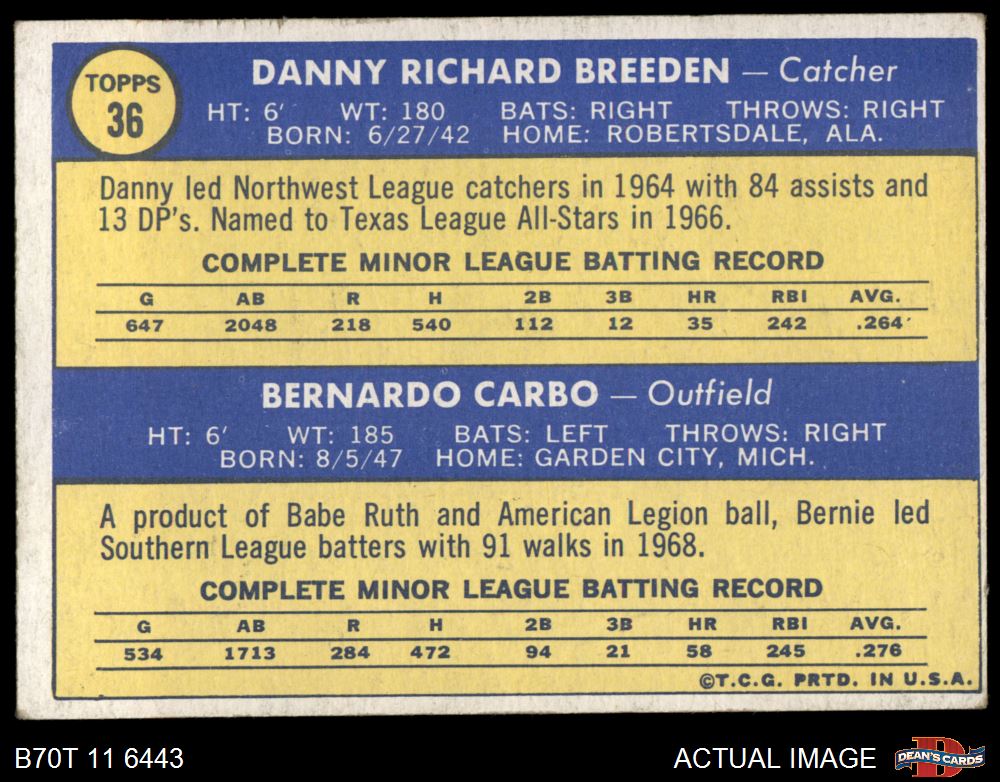 TOPPS
36
DANNY RICHARD BREEDEN — Catcher
HT: 6' WT: 180 BATS: RIGHT THROWS: RIGHT
BORN: 6/27/42 HOME: ROBERTSDALE, ALA.
Danny led Northwest League catchers in 1964 with 84 assists and
13 DP's. Named to Texas League All-Stars in 1966.
COMPLETE MINOR LEAGUE BATTING RECORD
G AB R H 2B 3B HR RBI AVG.
647 2048 218 540 112 12 35 242 .264
BERNARDO CARBO — Outfield
HT: 6' WT: 185 BATS: LEFT THROWS: RIGHT
BORN: 8/5/47 HOME: GARDEN CITY, MICH.
A product of Babe Ruth and American Legion ball, Bernie led
Southern League batters with 91 walks in 1968.
COMPLETE MINOR LEAGUE BATTING RECORD
G AB R H 2B 3B HR RBI AVG.
534 1713 284 472 94 21 58 245 .276
©T.C.G. PRTD. IN U.S.A.
B70T 11 6443
ACTUAL IMAGE
D
DEAN'S CARDS